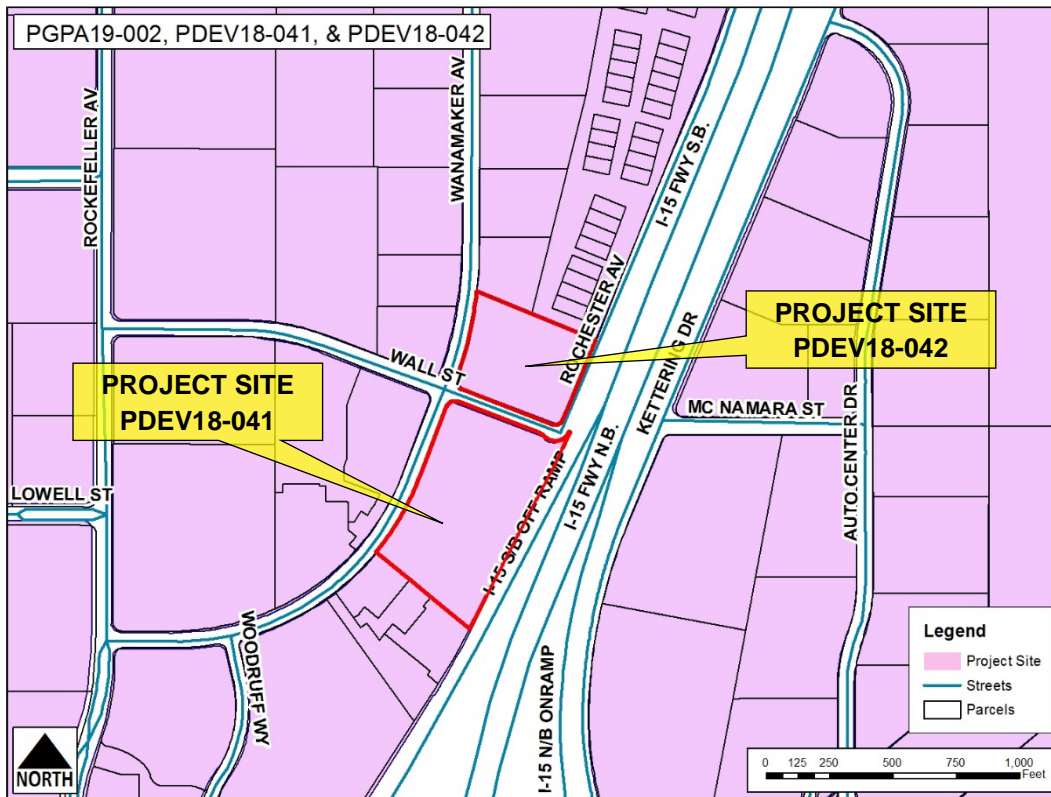 PGPA19-002, PDEV18-041, & PDEV18-042
ROCKEFELLER AV
WANAMAKER AV
I-15 FWY S.B.
ROCHESTER AV
PROJECT SITE
PDEV18-042
WALL ST
KETTERING DR
PROJECT SITE
PDEV18-041
MC NAMARA ST
AUTO CENTER DR
I-15 FWY N.B.
I-15 S/B OFF RAMP
LOWELL ST
WOODRUFF WY
I-15 N/B ONRAMP
Legend
Project Site
Streets
Parcels
NORTH
0 125 250 500 750 1,000
Feet